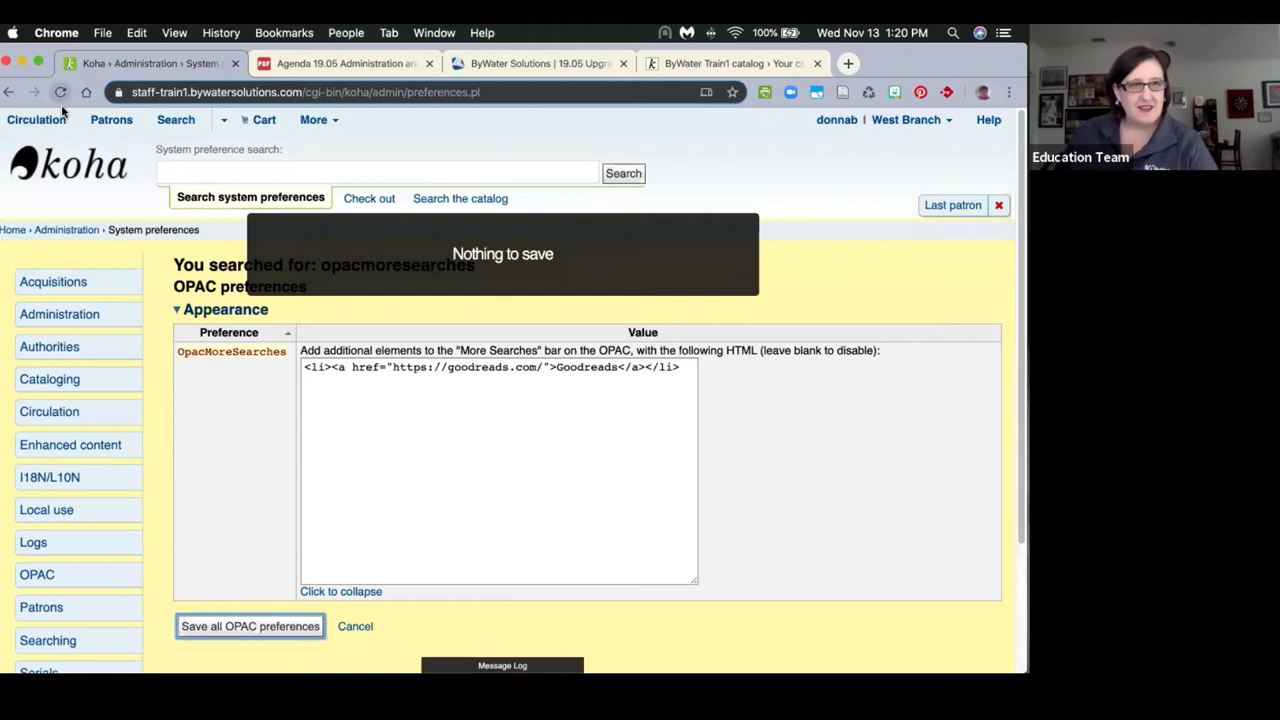 Chrome File Edit View History Bookmarks People Tab Window Help 100% Wed Nov 13 1:20 PM
Koha › Administration › System Agenda 19.05 Administration an ByWater Solutions | 19.05 Upgr ByWater Train1 catalog › Your c
staff-train1.bywatersolutions.com/cgi-bin/koha/admin/preferences.pl
Circulation Patrons Search Cart More donnab West Branch Help
koha
System preference search:
Search
Search system preferences Check out Search the catalog
Last patron
Home › Administration › System preferences
Nothing to save
You searched for: opacmoresearches
OPAC preferences
Appearance
Preference Value
OpacMoreSearches Add additional elements to the "More Searches" bar on the OPAC, with the following HTML (leave blank to disable):
<li><a href="https://goodreads.com/">Goodreads</a></li>
Click to collapse
Save all OPAC preferences Cancel
Acquisitions
Administration
Authorities
Cataloging
Circulation
Enhanced content
I18N/L10N
Local use
Logs
OPAC
Patrons
Searching
Serials
Message Log
Education Team